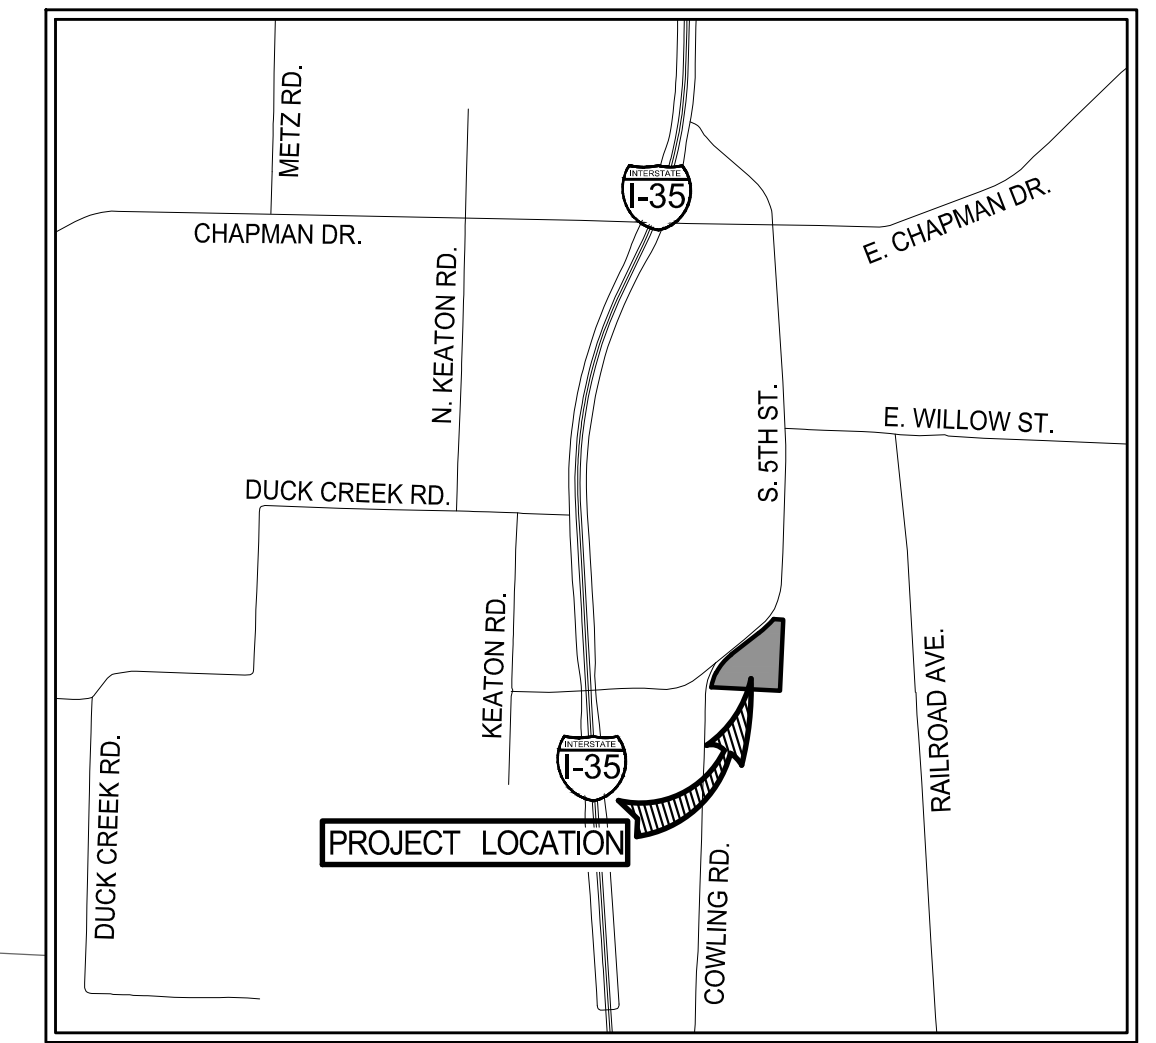 METZ RD.
INTERSTATE
I-35
CHAPMAN DR.
E. CHAPMAN DR.
N. KEATON RD.
S. 5TH ST.
E. WILLOW ST.
DUCK CREEK RD.
KEATON RD.
RAILROAD AVE.
DUCK CREEK RD.
INTERSTATE
I-35
PROJECT LOCATION
COWLING RD.